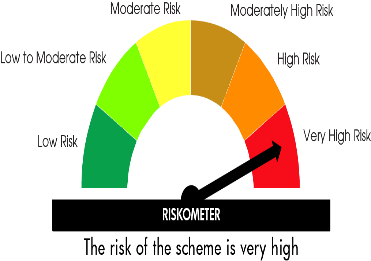 Moderate Risk
Moderately High Risk
Low to Moderate Risk
High Risk
Low Risk
Very High Risk
RISKOMETER
The risk of the scheme is very high